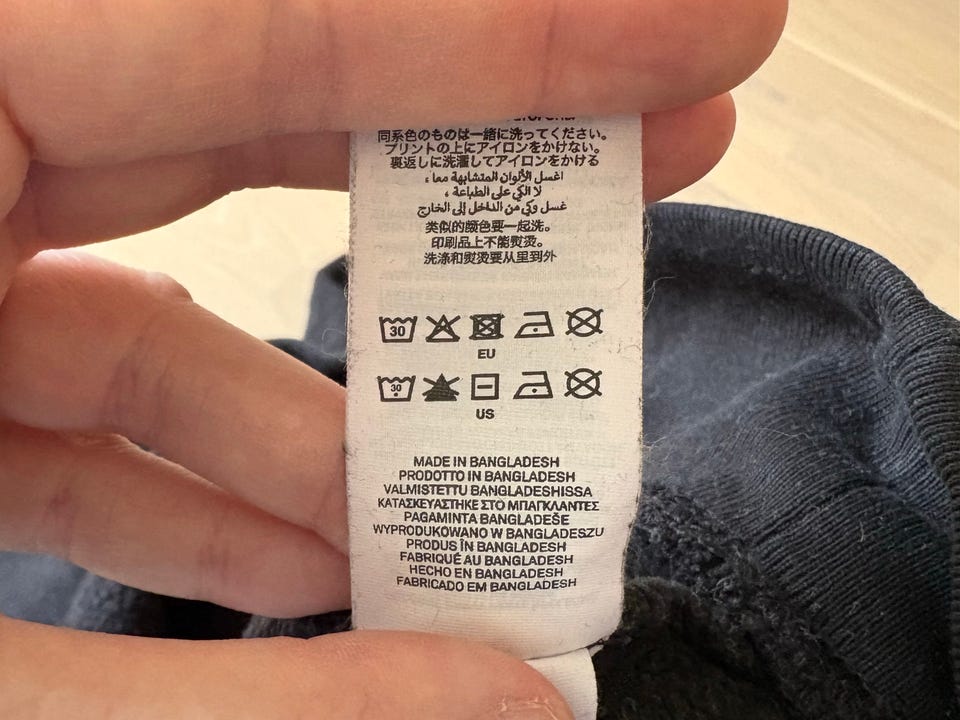 同系色のものは一緒に洗ってください。
プリントの上にアイロンをかけない。
裏返しに洗濯してアイロンをかける
اغسل الألوان المتشابهة معا ،
لا الكي على الطباعة ،
غسل وكي من الداخل إلى الخارج
类似的颜色要一起洗。
印刷品上不能熨烫。
洗涤和熨烫要从里到外
30
EU
30
US
MADE IN BANGLADESH
PRODOTTO IN BANGLADESH
VALMISTETTU BANGLADESHISSA
ΚΑΤΑΣΚΕΥΑΣΤΗΚΕ ΣΤΟ ΜΠΑΓΚΛΑΝΤΕΣ
PAGAMINTA BANGLADEŠE
WYPRODUKOWANO W BANGLADESZU
PRODUS ÎN BANGLADESH
FABRIQUÉ AU BANGLADESH
HECHO EN BANGLADESH
FABRICADO EM BANGLADESH